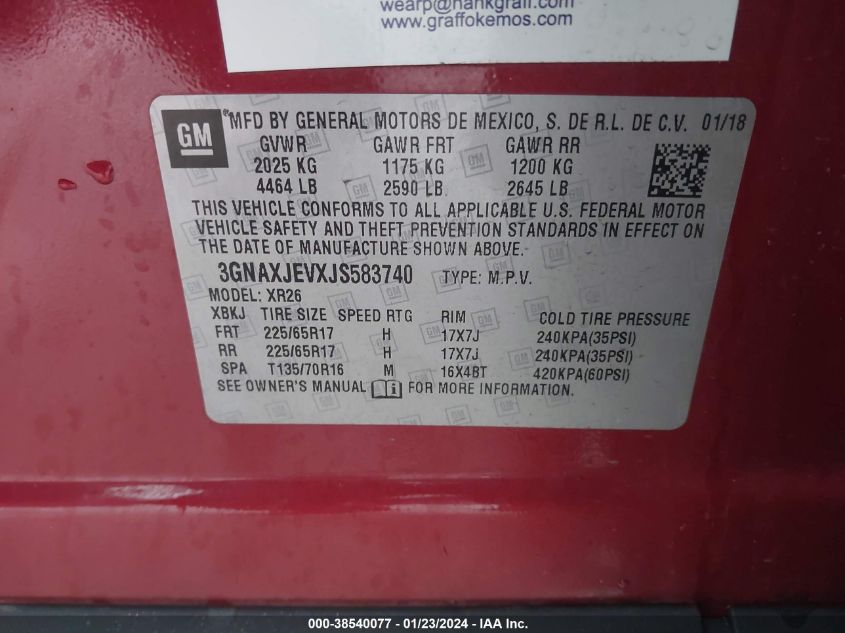 wearp@hankgraff.com
www.graffokemos.com
GM
MFD BY GENERAL MOTORS DE MEXICO, S. DE R.L. DE C.V. 01/18
GVWR GAWR FRT GAWR RR
2025 KG 1175 KG 1200 KG
4464 LB 2590 LB 2645 LB
THIS VEHICLE CONFORMS TO ALL APPLICABLE U.S. FEDERAL MOTOR
VEHICLE SAFETY AND THEFT PREVENTION STANDARDS IN EFFECT ON
THE DATE OF MANUFACTURE SHOWN ABOVE.
3GNAXJEVXJS583740 TYPE: M.P.V.
MODEL: XR26
XBKJ TIRE SIZE SPEED RTG RIM COLD TIRE PRESSURE
FRT 225/65R17 H 17X7J 240KPA(35PSI)
RR 225/65R17 H 17X7J 240KPA(35PSI)
SPA T135/70R16 M 16X4BT 420KPA(60PSI)
SEE OWNER'S MANUAL FOR MORE INFORMATION.
000-38540077 - 01/23/2024 - IAA Inc.